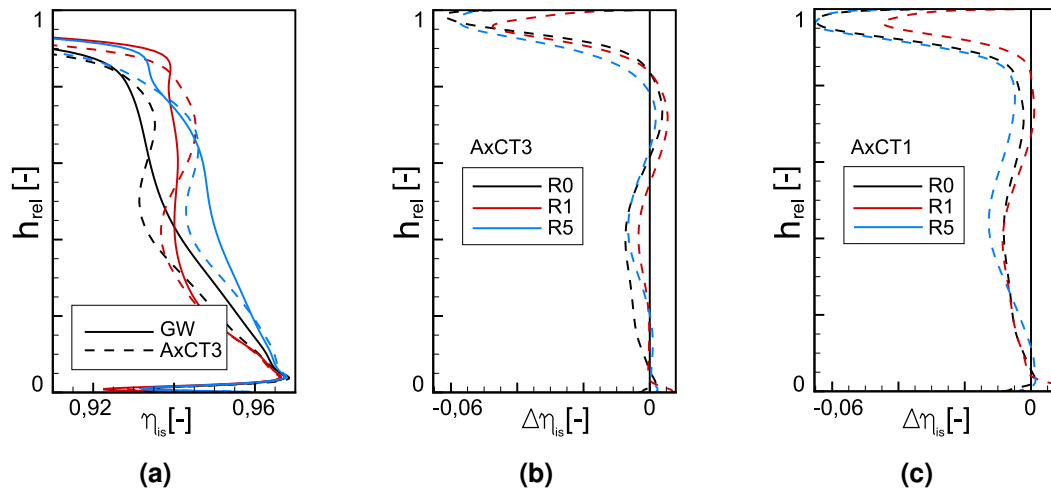 1
h_rel [-]
GW
AxCT3
0
0,92
0,96
η_is[-]
(a)
1
h_rel [-]
AxCT3
R0
R1
R5
0
-0,06
0
Δη_is[-]
(b)
1
h_rel [-]
AxCT1
R0
R1
R5
0
-0,06
0
Δη_is[-]
(c)